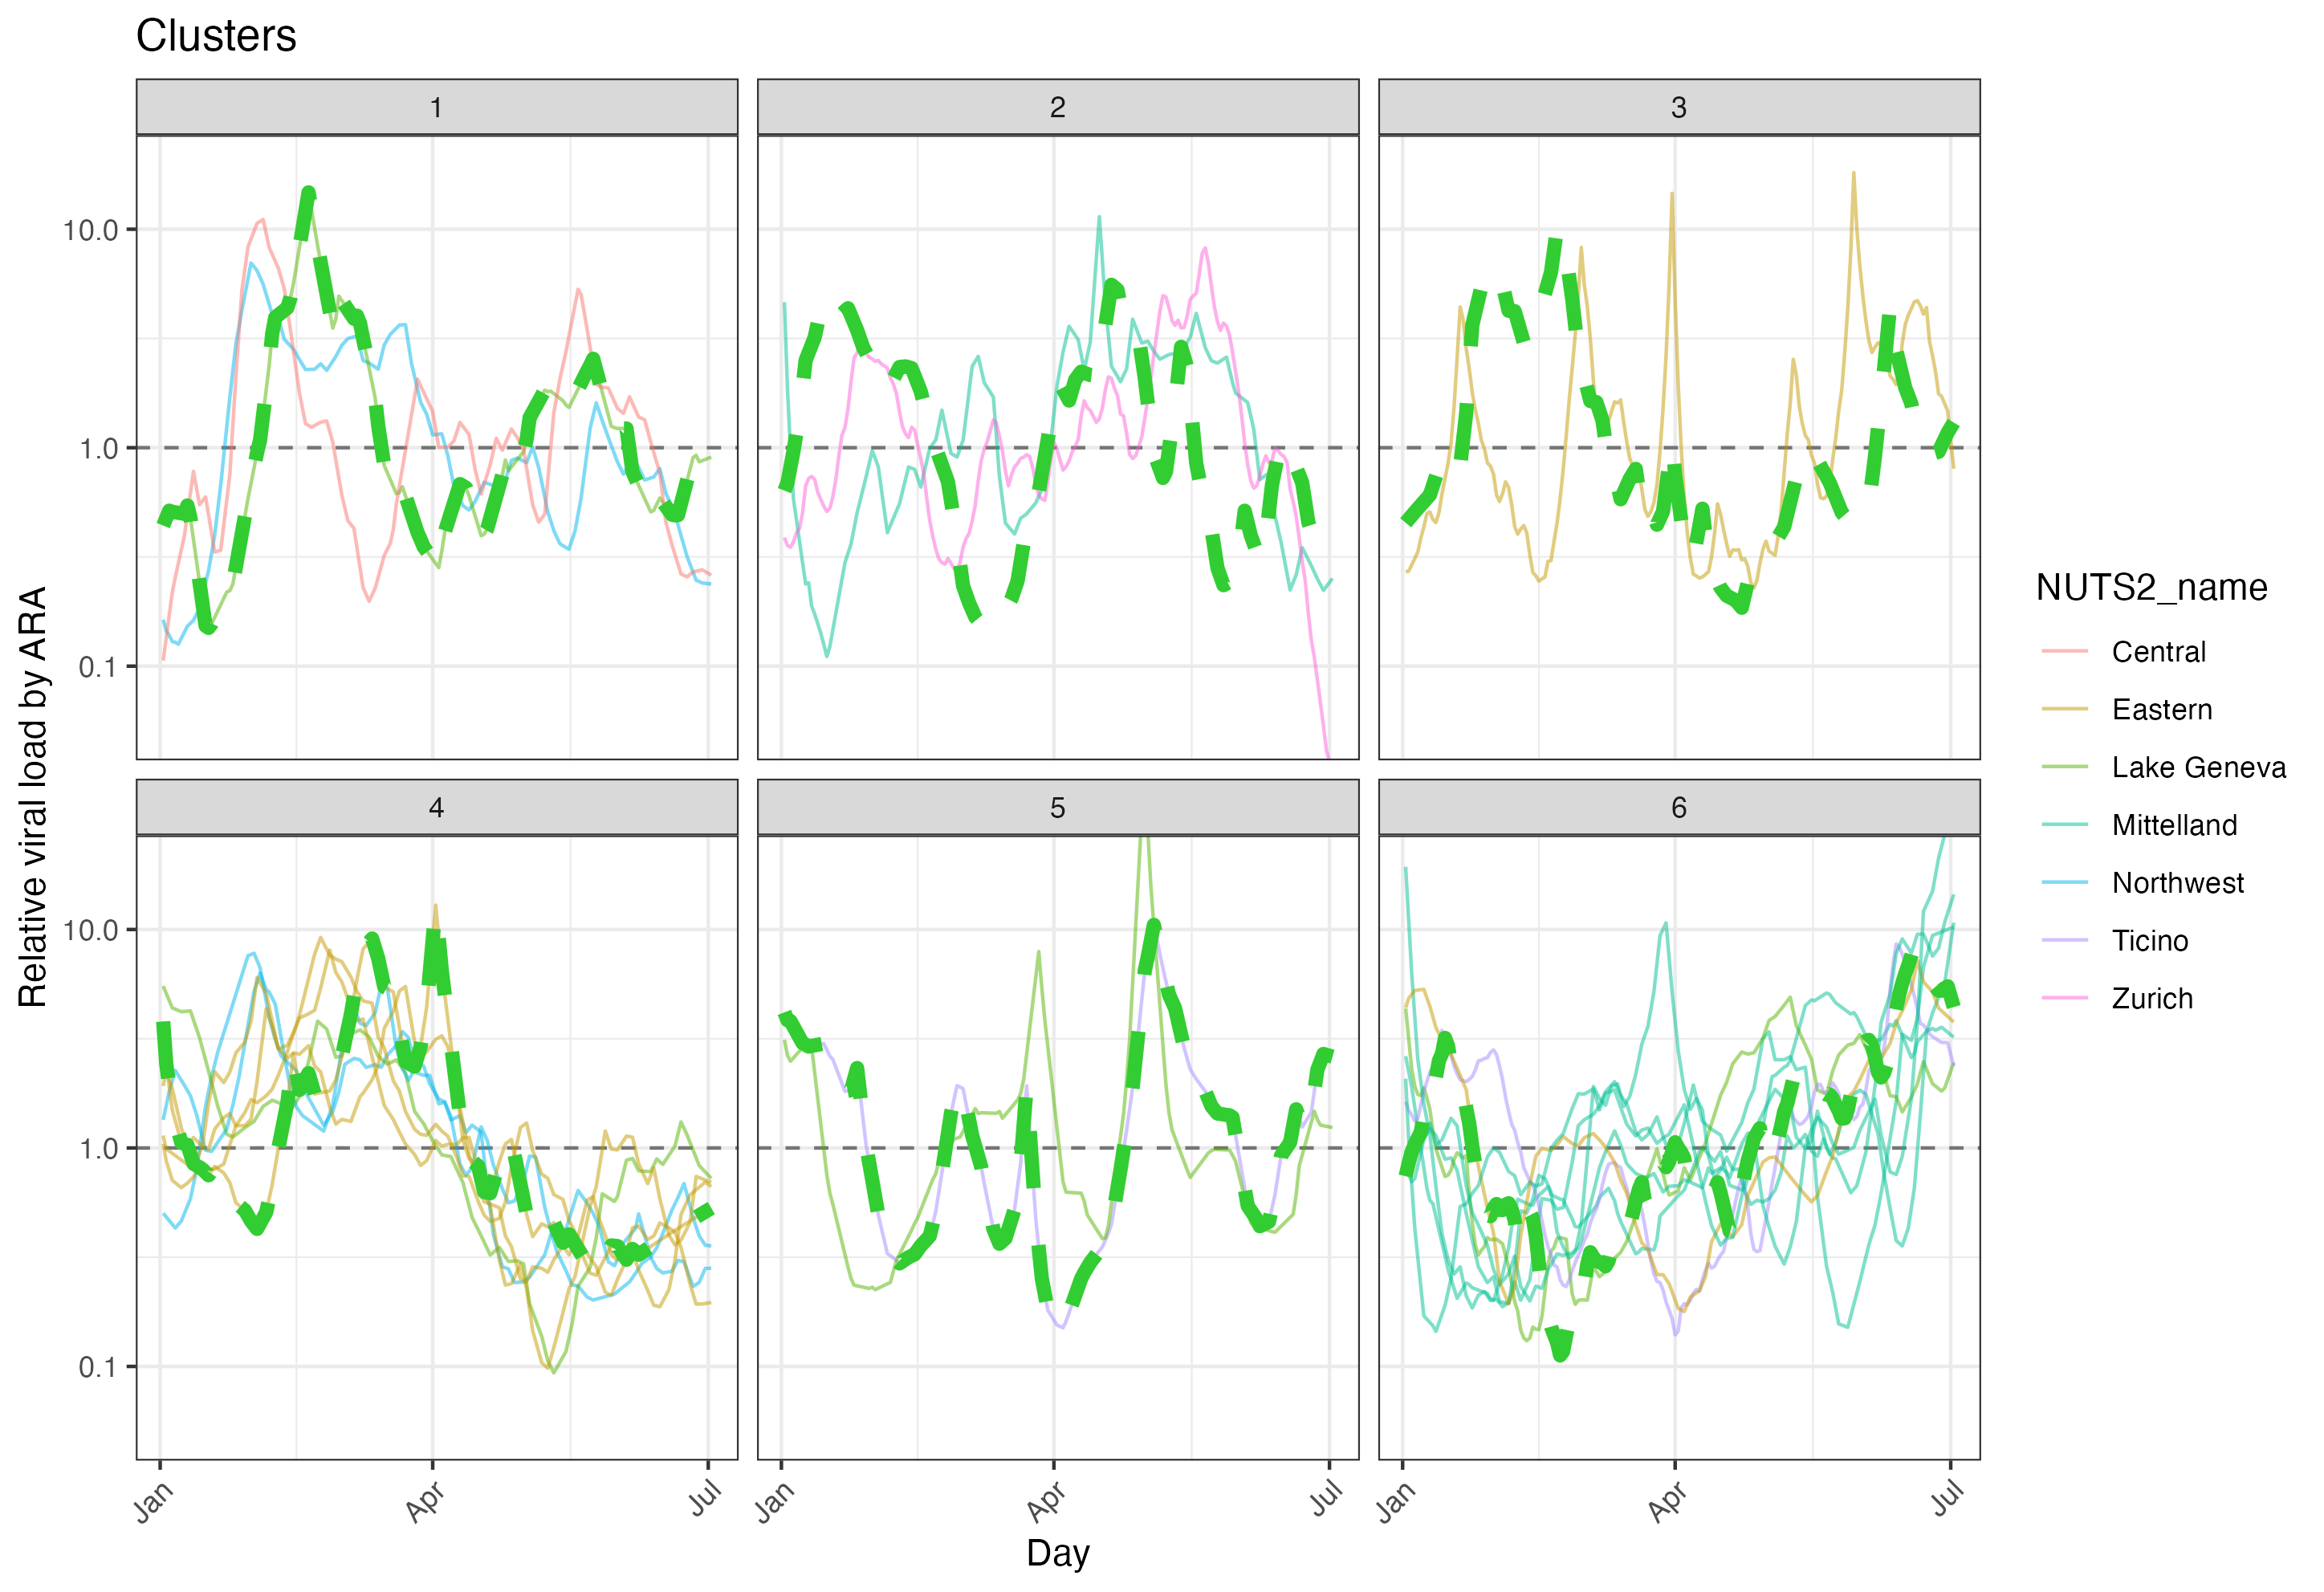 Clusters
1
2
3
10.0
1.0
0.1
4
5
6
10.0
1.0
0.1
Jan
Apr
Jul
Jan
Apr
Jul
Jan
Apr
Jul
Day
Relative viral load by ARA
NUTS2_name
Central
Eastern
Lake Geneva
Mittelland
Northwest
Ticino
Zurich